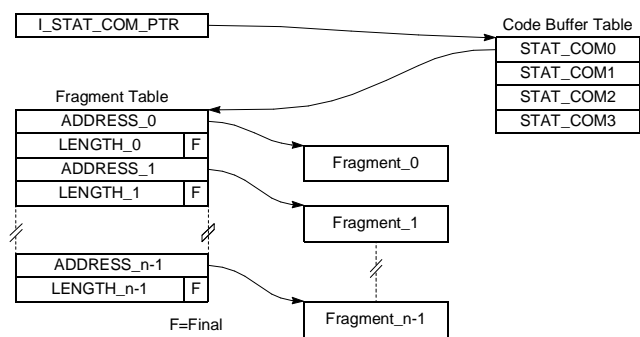 I_STAT_COM_PTR
Code Buffer Table
STAT_COM0
STAT_COM1
STAT_COM2
STAT_COM3
Fragment Table
ADDRESS_0
LENGTH_0 F
ADDRESS_1
LENGTH_1 F
ADDRESS_n-1
LENGTH_n-1 F
F=Final
Fragment_0
Fragment_1
Fragment_n-1